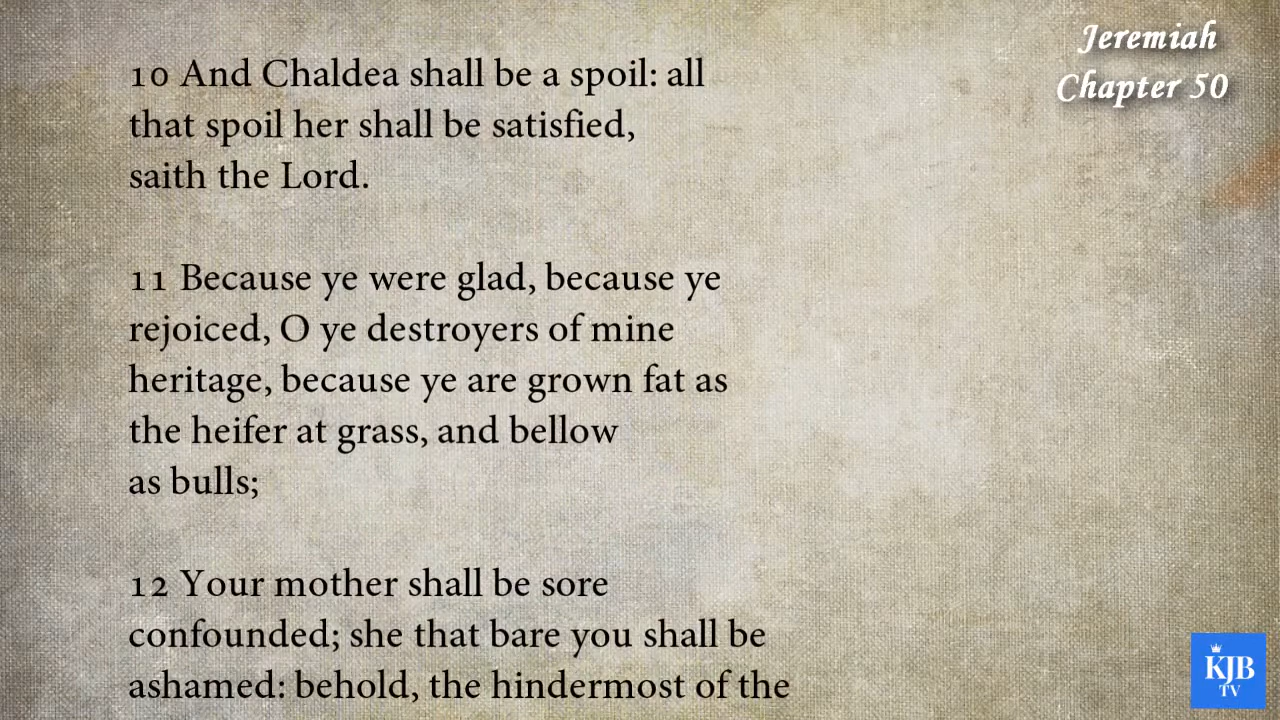 Jeremiah
Chapter 50
10 And Chaldea shall be a spoil: all
that spoil her shall be satisfied,
saith the Lord.
11 Because ye were glad, because ye
rejoiced, O ye destroyers of mine
heritage, because ye are grown fat as
the heifer at grass, and bellow
as bulls;
12 Your mother shall be sore
confounded; she that bare you shall be
ashamed: behold, the hindermost of the
KJB
TV